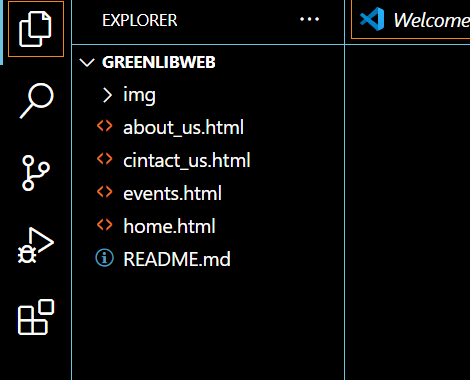 EXPLORER
Welcome
GREENLIBWEB
img
about_us.html
cintact_us.html
events.html
home.html
README.md